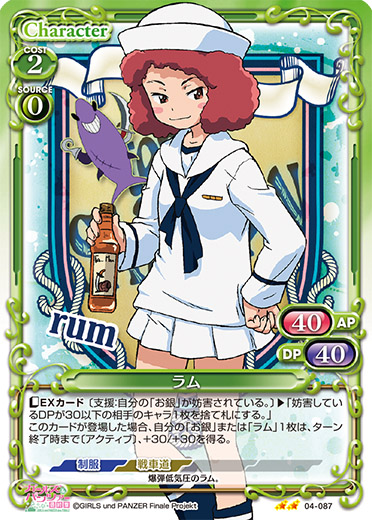 Character
COST
2
SOURCE
0
rum
40 AP
DP 40
ラム
EXカード 〔支援:自分の「お銀」が妨害されている。〕▶「妨害して
いるDPが30以下の相手のキャラ1枚を捨て札にする。」
このカードが登場した場合、自分の「お銀」または「ラム」1枚は、ターン
終了時まで〔アクティブ〕、+30/+30を得る。
制服 戦車道
爆弾低気圧のラム。
©GIRLS und PANZER Finale Projekt
04-087